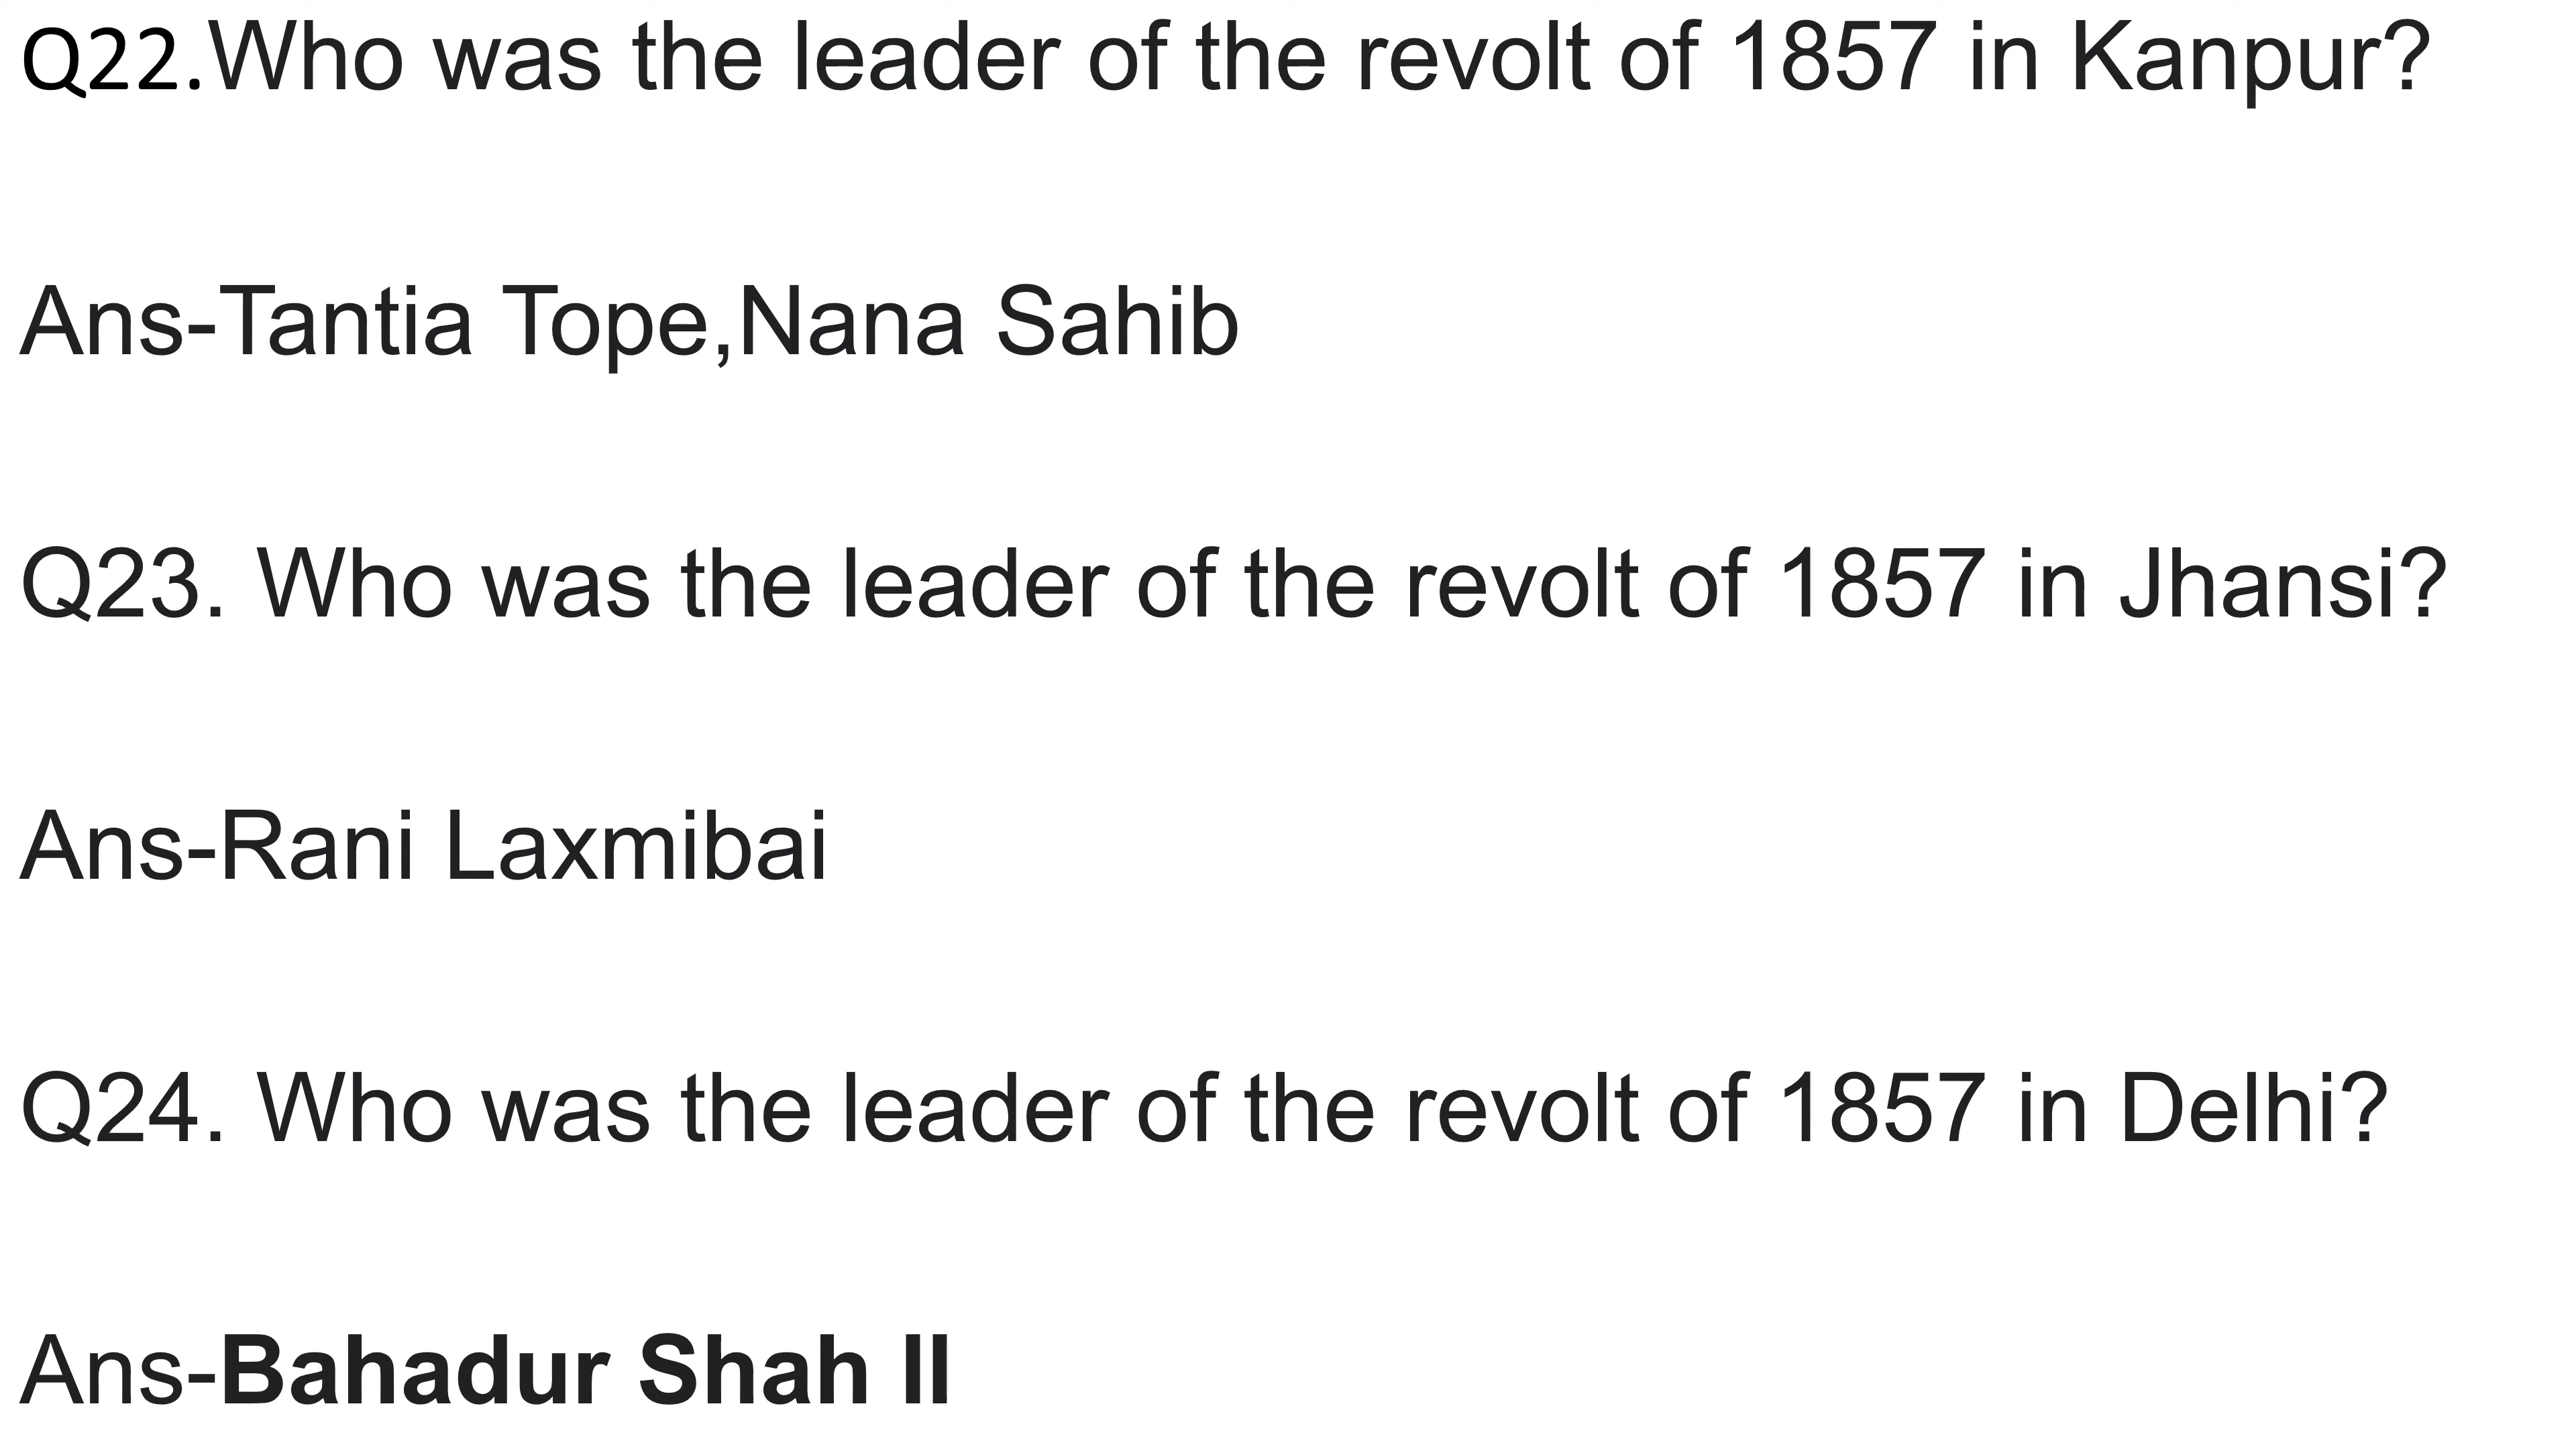 Q22.Who was the leader of the revolt of 1857 in Kanpur?
Ans-Tantia Tope,Nana Sahib
Q23. Who was the leader of the revolt of 1857 in Jhansi?
Ans-Rani Laxmibai
Q24. Who was the leader of the revolt of 1857 in Delhi?
Ans-Bahadur Shah II